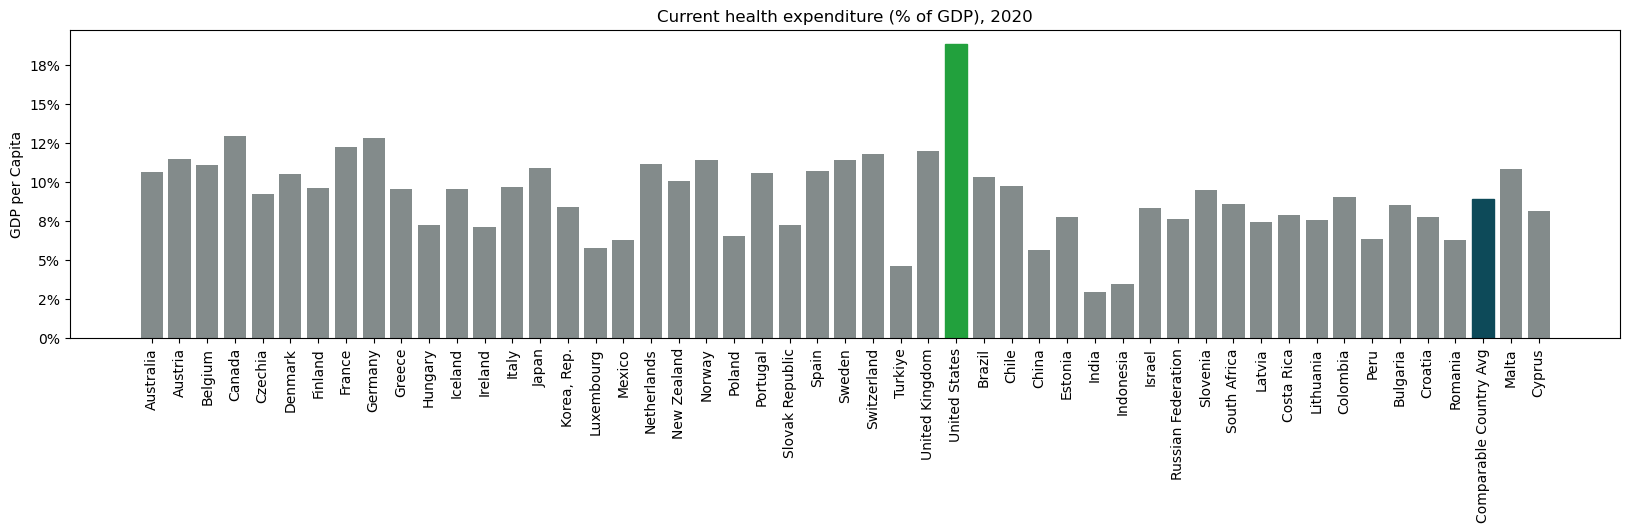 Current health expenditure (% of GDP), 2020
GDP per Capita
18%
15%
12%
10%
8%
5%
2%
0%
Australia
Austria
Belgium
Canada
Czechia
Denmark
Finland
France
Germany
Greece
Hungary
Iceland
Ireland
Italy
Japan
Korea, Rep.
Luxembourg
Mexico
Netherlands
New Zealand
Norway
Poland
Portugal
Slovak Republic
Spain
Sweden
Switzerland
Turkiye
United Kingdom
United States
Brazil
Chile
China
Estonia
India
Indonesia
Israel
Russian Federation
Slovenia
South Africa
Latvia
Costa Rica
Lithuania
Colombia
Peru
Bulgaria
Croatia
Romania
Comparable Country Avg
Malta
Cyprus